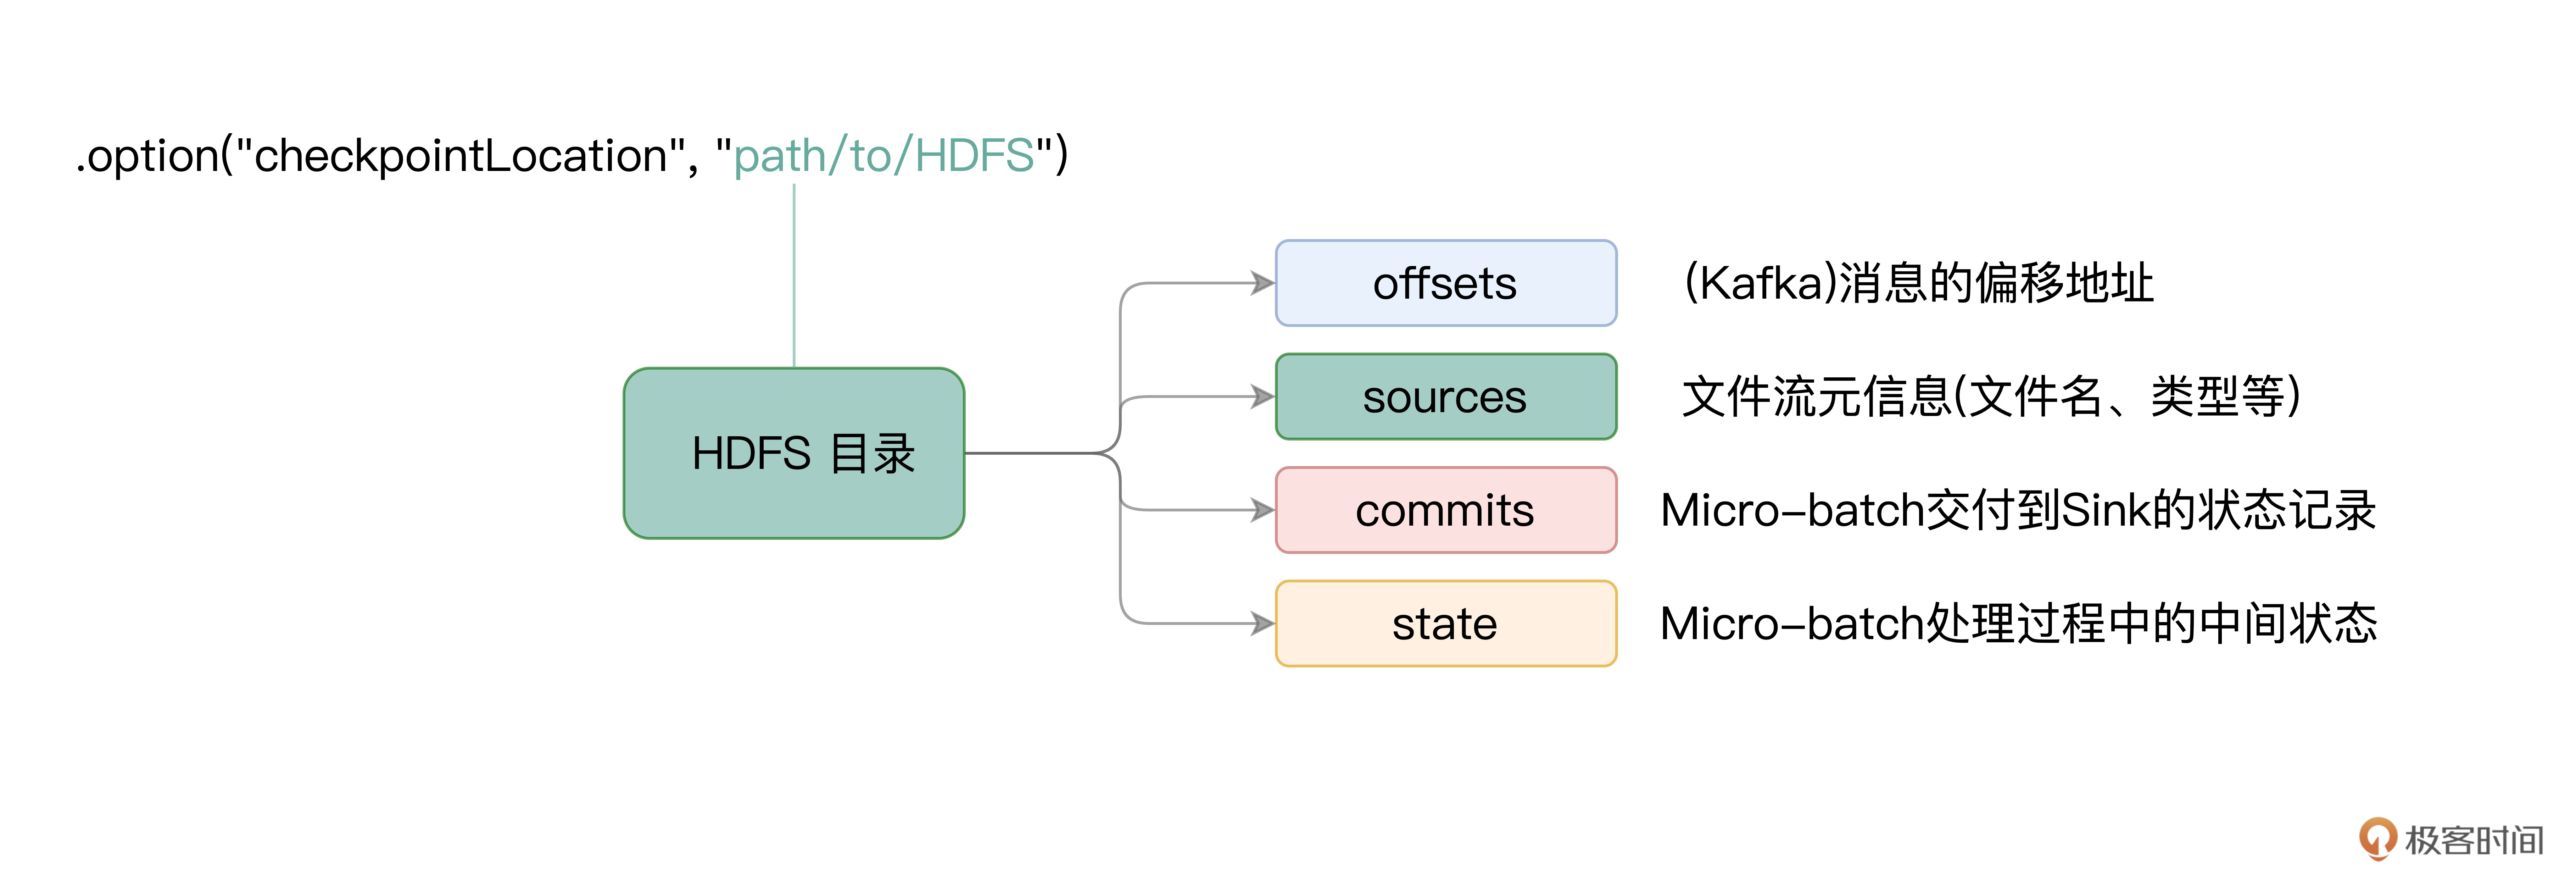 .option("checkpointLocation", "path/to/HDFS")
HDFS 目录
offsets
(Kafka)消息的偏移地址
sources
文件流元信息(文件名、类型等)
commits
Micro-batch交付到Sink的状态记录
state
Micro-batch处理过程中的中间状态
极客时间